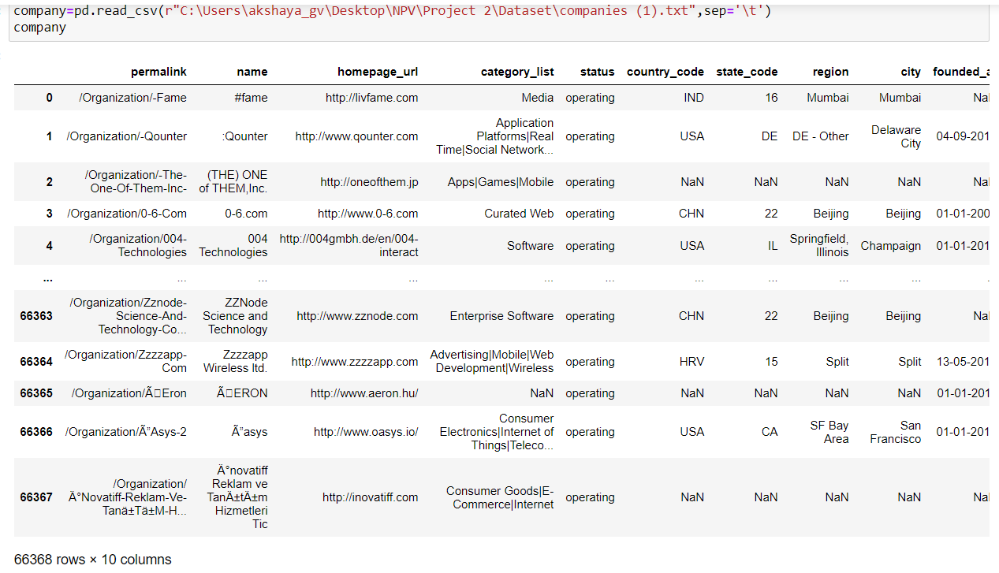 company=pd.read_csv(r"C:\Users\akshaya_gv\Desktop\NPV\Project 2\Dataset\companies (1).txt",sep='\t')
company
permalink name homepage_url category_list status country_code state_code region city founded_a
0 /Organization/-Fame #fame http://livfame.com Media operating IND 16 Mumbai Mumbai Na
1 /Organization/-Qounter :Qounter http://www.qounter.com Application Platforms|Real Time|Social Network... operating USA DE DE - Other Delaware City 04-09-201
2 /Organization/-The-One-Of-Them-Inc- (THE) ONE of THEM,Inc. http://oneofthem.jp Apps|Games|Mobile operating NaN NaN NaN NaN Na
3 /Organization/0-6-Com 0-6.com http://www.0-6.com Curated Web operating CHN 22 Beijing Beijing 01-01-200
4 /Organization/004-Technologies 004 Technologies http://004gmbh.de/en/004-interact Software operating USA IL Springfield, Illinois Champaign 01-01-201
... ... ... ... ... ... ... ... ... ... .
66363 /Organization/Zznode-Science-And-Technology-Co... ZZNode Science and Technology http://www.zznode.com Enterprise Software operating CHN 22 Beijing Beijing Na
66364 /Organization/Zzzzapp-Com Zzzzapp Wireless ltd. http://www.zzzzapp.com Advertising|Mobile|Web Development|Wireless operating HRV 15 Split Split 13-05-201
66365 /Organization/Ã□Eron Ã□ERON http://www.aeron.hu/ NaN operating NaN NaN NaN NaN 01-01-201
66366 /Organization/Ã”Asys-2 Ã”asys http://www.oasys.io/ Consumer Electronics|Internet of Things|Teleco... operating USA CA SF Bay Area San Francisco 01-01-201
66367 /Organization/Ä°Novatiff-Reklam-Ve-Tanä±Tä±M-H... Ä°novatiff Reklam ve TanÄ±tÄ±m Hizmetleri Tic http://inovatiff.com Consumer Goods|E-Commerce|Internet operating NaN NaN NaN NaN Na
66368 rows × 10 columns